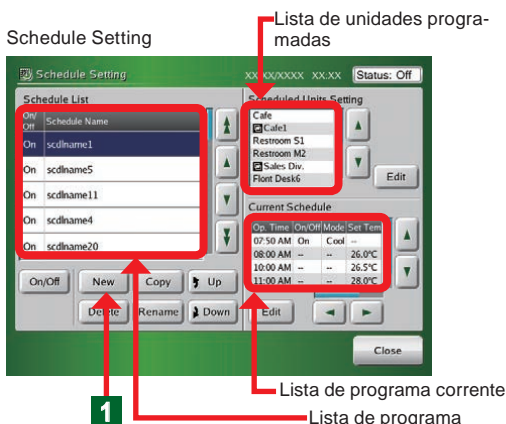 Lista de unidades progra-
madas
Schedule Setting
Schedule Setting
XX/XX/XXXX XX:XX
Status: Off
Schedule List
On/
Off
Schedule Name
On scdlname1
On scdlname5
On scdlname11
On scdlname4
On scdlname20
Scheduled Units Setting
Cafe
Cafe1
Restroom S1
Restroom M2
Sales Div.
Flont Desk6
Edit
Current Schedule
Op. Time On/Off Mode Set Tem
07:50 AM On Cool --
08:00 AM -- -- 26.0°C
10:00 AM -- -- 26.5°C
11:00 AM -- -- 28.0°C
On/Off New Copy Up
Delete Rename Down
Edit
Close
1
Lista de programa corrente
Lista de programa